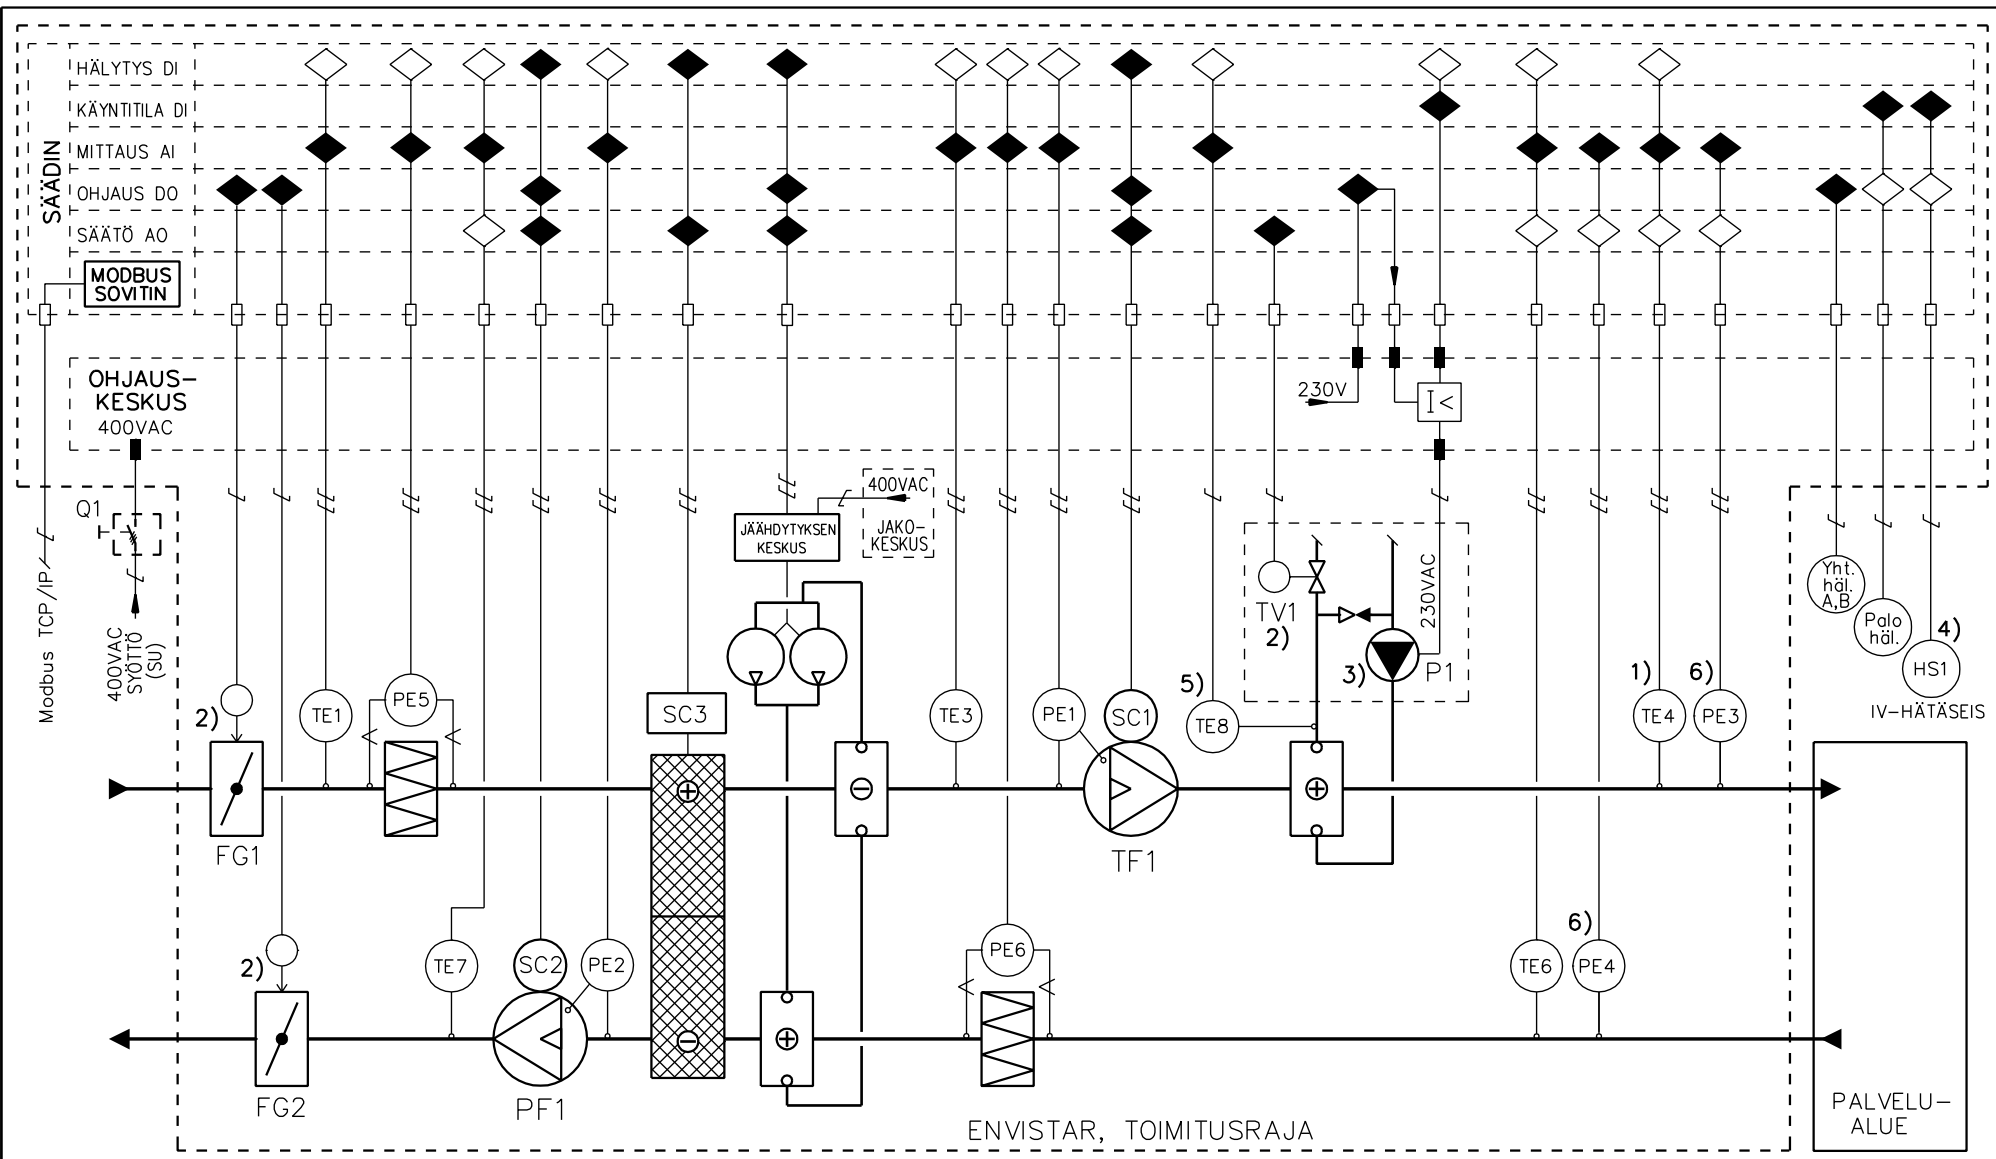 HÄLYTYS DI
KÄYNTITILA DI
MITTAUS AI
OHJAUS DO
SÄÄTÖ AO
SÄÄDIN
MODBUS
SOVITIN
OHJAUS-
KESKUS
400VAC
230V
I<
Q1
400VAC
JAKO-
KESKUS
JÄÄHDYTYKSEN
KESKUS
Modbus TCP/IP
400VAC
SYÖTTÖ
(SU)
TV1
2)
230VAC
3)
P1
Yht.
häl.
A,B
Palo
häl.
4)
HS1
IV-HÄTÄSEIS
2)
TE1
PE5
SC3
TE3
PE1
SC1
5)
TE8
1)
TE4
6)
PE3
FG1
TF1
2)
TE7
SC2
PE2
PE6
TE6
6)
PE4
FG2
PF1
ENVISTAR, TOIMITUSRAJA
PALVELU-
ALUE